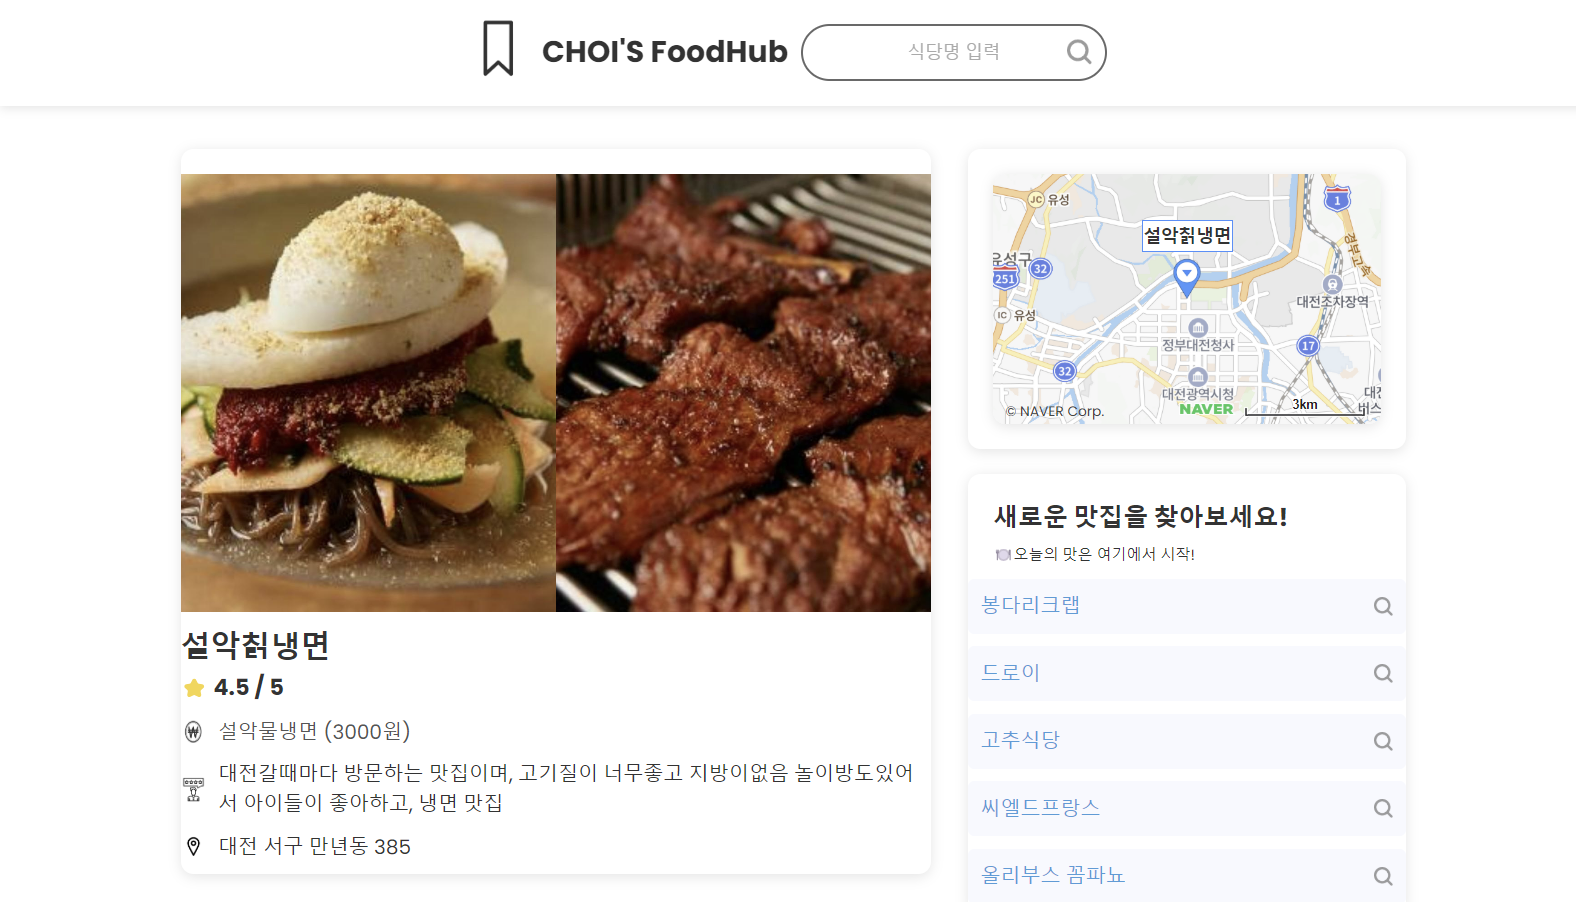 CHOI'S FoodHub
식당명 입력
JC 유성
1
설악칡냉면
경부고속
유성구
32
251
대전조차장역
IC 유성
정부대전청사
17
32
대전광역시청
© NAVER Corp.
NAVER
3km
버스
새로운 맛집을 찾아보세요!
오늘의 맛은 여기에서 시작!
봉다리크랩
드로이
고추식당
씨엘드프랑스
올리부스 꼼파뇨
설악칡냉면
4.5 / 5
설악물냉면 (3000원)
대전갈때마다 방문하는 맛집이며, 고기질이 너무좋고 지방이없음 놀이방도있어
서 아이들이 좋아하고, 냉면 맛집
대전 서구 만년동 385